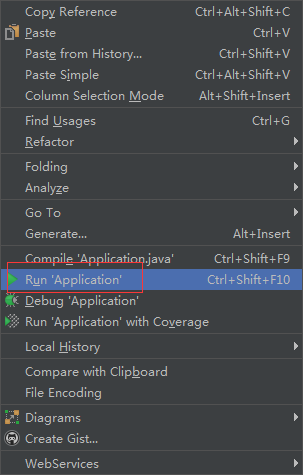 Copy Reference Ctrl+Alt+Shift+C
Paste Ctrl+V
Paste from History... Ctrl+Shift+V
Paste Simple Ctrl+Alt+Shift+V
Column Selection Mode Alt+Shift+Insert
Find Usages Ctrl+G
Refactor
Folding
Analyze
Go To
Generate... Alt+Insert
Compile 'Application.java' Ctrl+Shift+F9
Run 'Application' Ctrl+Shift+F10
Debug 'Application'
Run 'Application' with Coverage
Local History
Compare with Clipboard
File Encoding
Diagrams
Create Gist...
WebServices